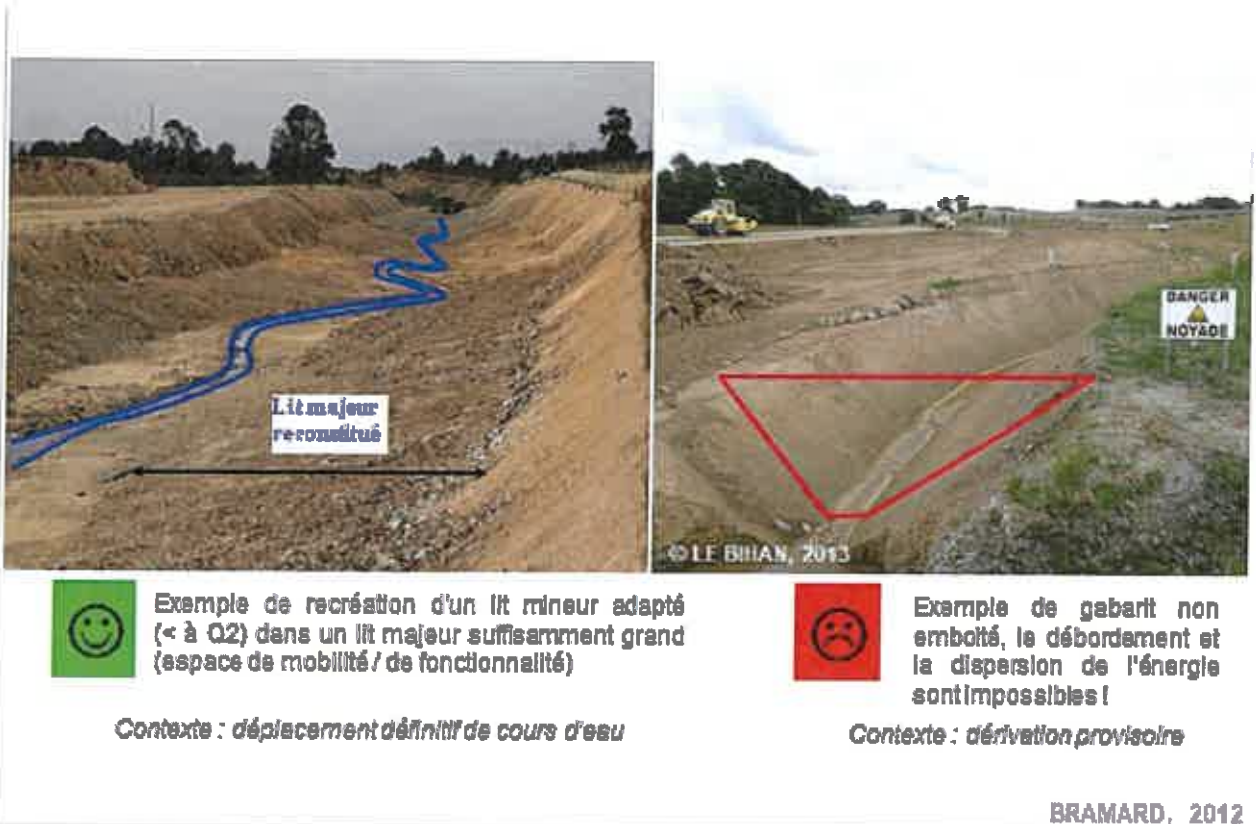 Lit majeur
reconstitué
DANGER
NOYADE
© LE BIHAN, 2013
Exemple de recréation d'un lit mineur adapté
(< à Q2) dans un lit majeur suffisamment grand
(espace de mobilité / de fonctionnalité)
Contexte : déplacement définitif de cours d'eau
Exemple de gabarit non
emboité, le débordement et
la dispersion de l'énergie
sont impossibles !
Contexte : dérivation provisoire
BRAMARD, 2012